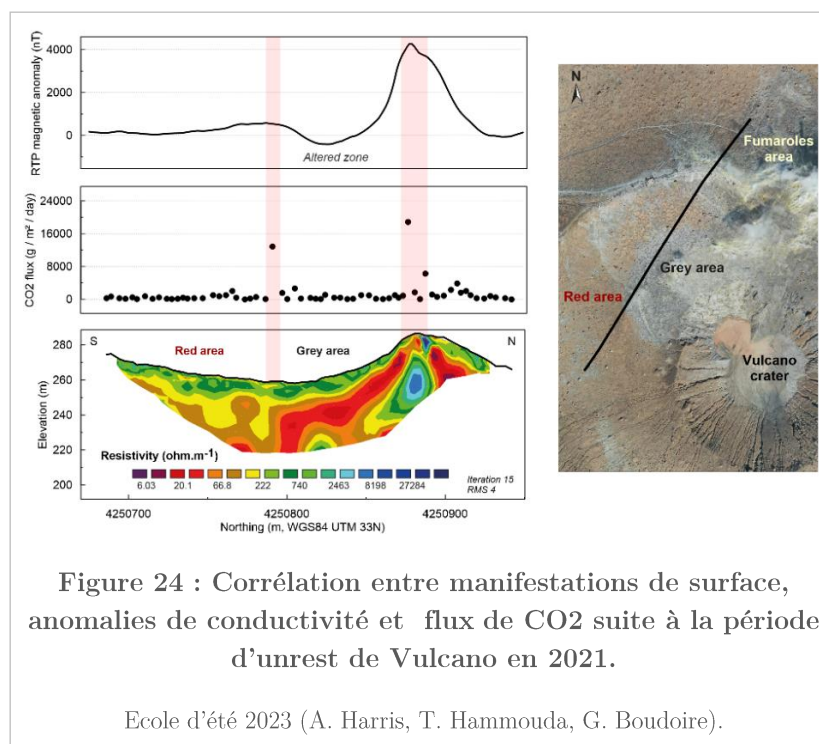 RTP magnetic anomaly (nT)
4000
2000
0
Altered zone
CO2 flux (g / m² / day)
24000
16000
8000
0
Elevation (m)
280
260
240
220
200
S
Red area
Grey area
N
Resistivity (ohm.m⁻¹)
6.03 20.1 66.8 222 740 2463 8198 27284
Iteration 15
RMS 4
4250700 4250800 4250900
Northing (m, WGS84 UTM 33N)
N
Fumaroles
area
Grey area
Red area
Vulcano
crater
Figure 24 : Corrélation entre manifestations de surface,
anomalies de conductivité et flux de CO2 suite à la période
d'unrest de Vulcano en 2021.
Ecole d'été 2023 (A. Harris, T. Hammouda, G. Boudoire).